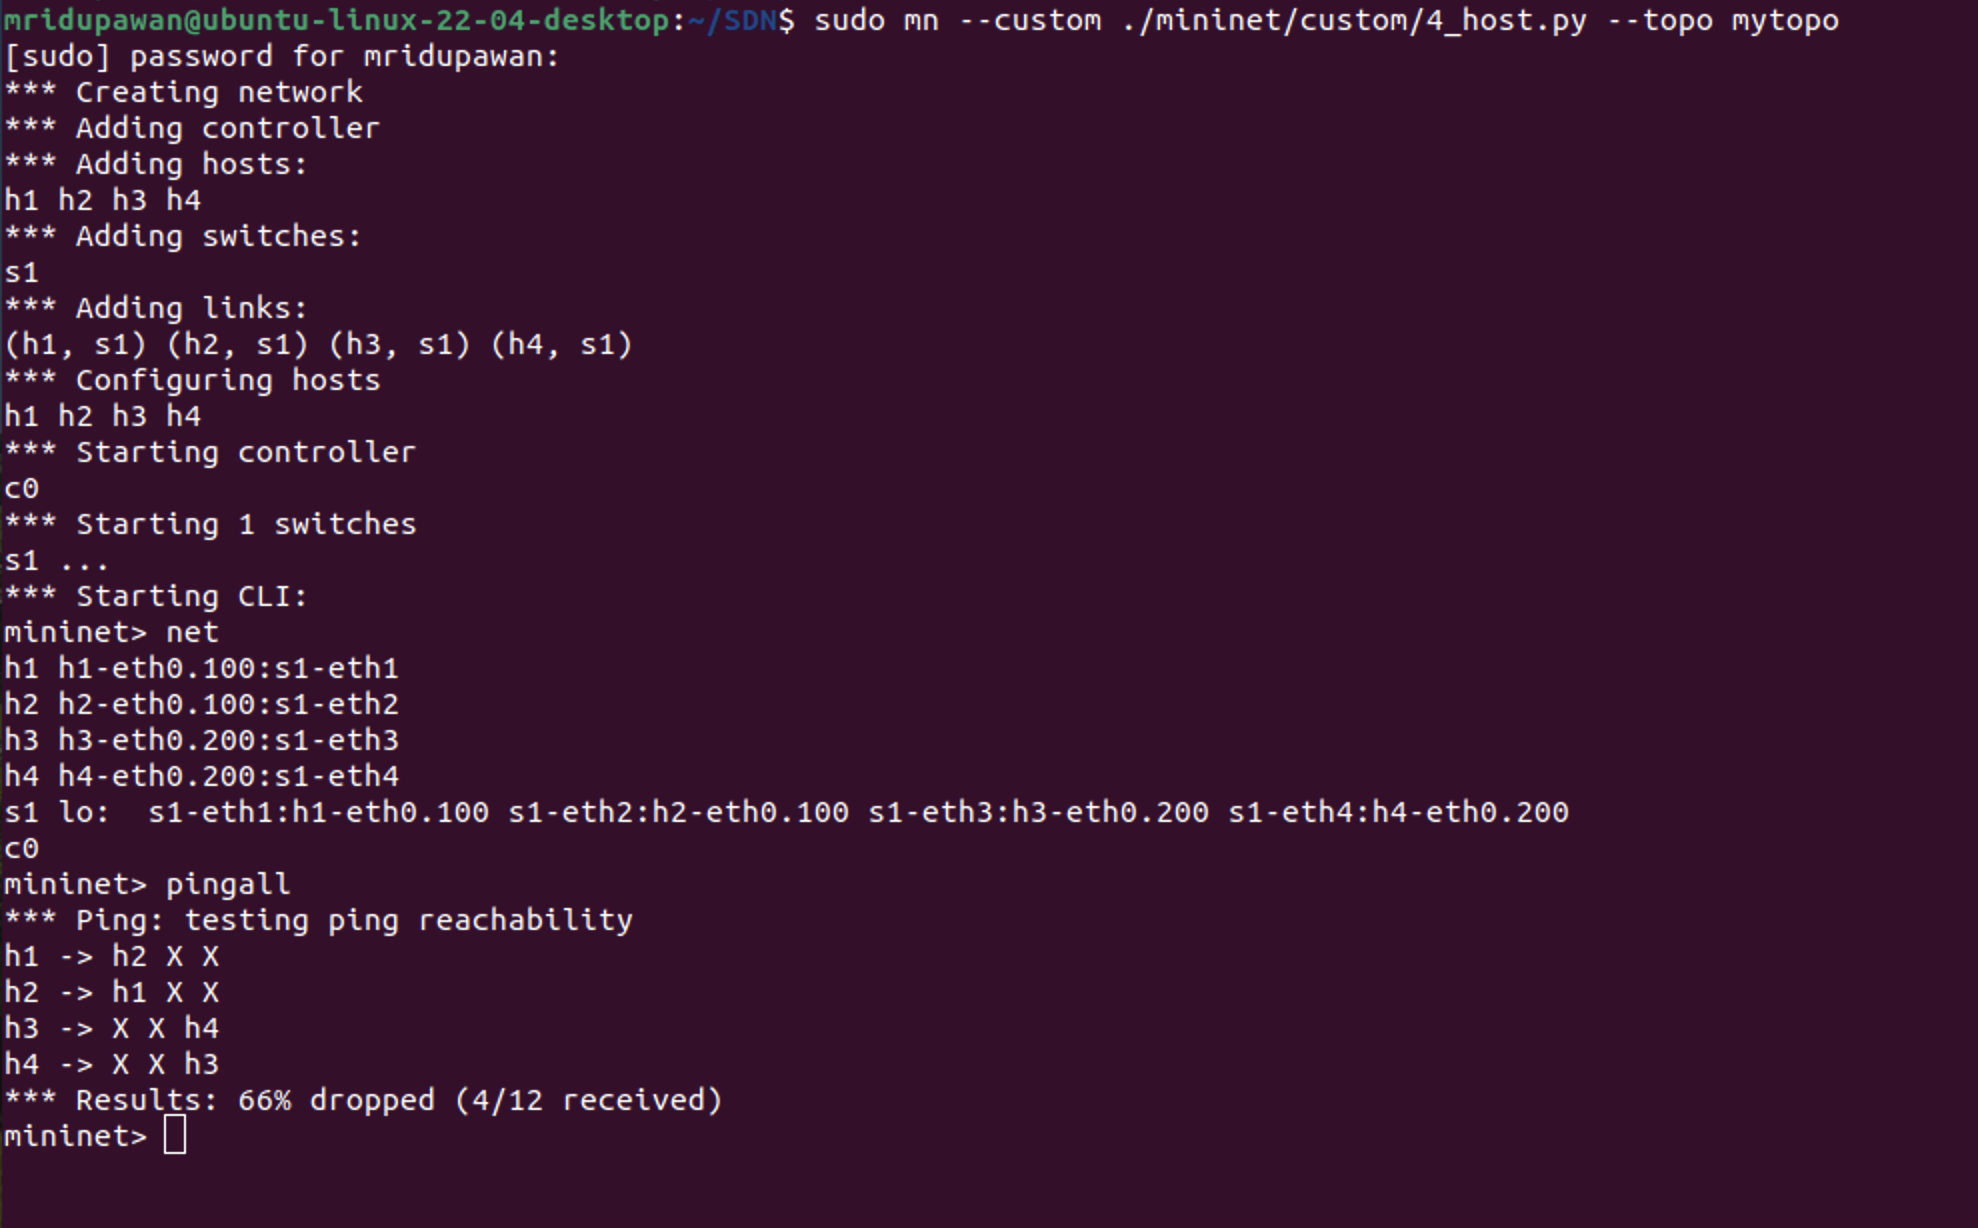 mridupawan@ubuntu-linux-22-04-desktop:~/SDN$ sudo mn --custom ./mininet/custom/4_host.py --topo mytopo
[sudo] password for mridupawan:
*** Creating network
*** Adding controller
*** Adding hosts:
h1 h2 h3 h4
*** Adding switches:
s1
*** Adding links:
(h1, s1) (h2, s1) (h3, s1) (h4, s1)
*** Configuring hosts
h1 h2 h3 h4
*** Starting controller
c0
*** Starting 1 switches
s1 ...
*** Starting CLI:
mininet> net
h1 h1-eth0.100:s1-eth1
h2 h2-eth0.100:s1-eth2
h3 h3-eth0.200:s1-eth3
h4 h4-eth0.200:s1-eth4
s1 lo:  s1-eth1:h1-eth0.100 s1-eth2:h2-eth0.100 s1-eth3:h3-eth0.200 s1-eth4:h4-eth0.200
c0
mininet> pingall
*** Ping: testing ping reachability
h1 -> h2 X X
h2 -> h1 X X
h3 -> X X h4
h4 -> X X h3
*** Results: 66% dropped (4/12 received)
mininet>